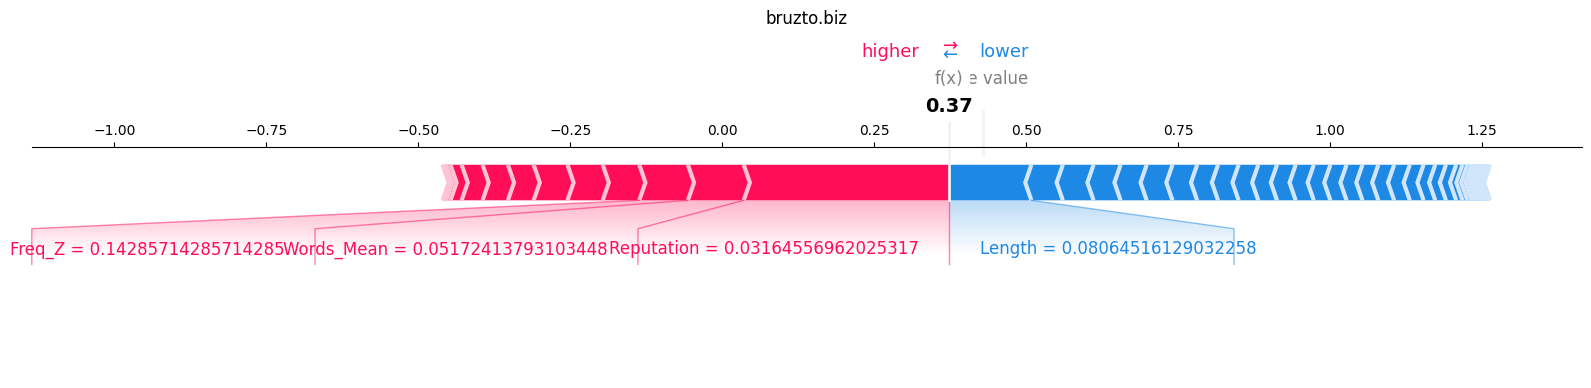 bruzto.biz
higher ⇄ lower
f(x) e value
0.37
−1.00 −0.75 −0.50 −0.25 0.00 0.25 0.50 0.75 1.00 1.25
Freq_Z = 0.14285714285714285 Words_Mean = 0.05172413793103448 Reputation = 0.03164556962025317 Length = 0.08064516129032258